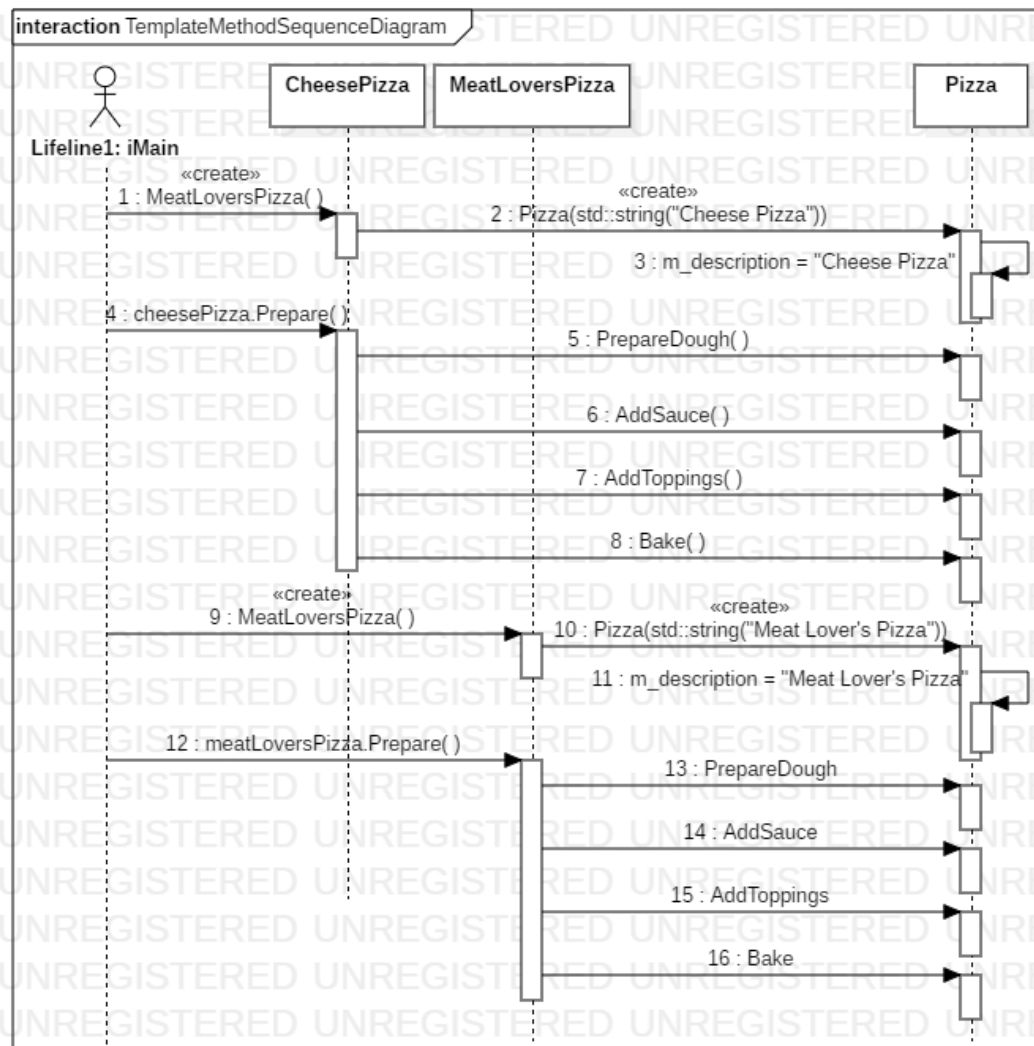 interaction TemplateMethodSequenceDiagram
CheesePizza
MeatLoversPizza
Pizza
Lifeline1: iMain
«create»
1 : MeatLoversPizza( )
«create»
2 : Pizza(std::string("Cheese Pizza"))
3 : m_description = "Cheese Pizza"
4 : cheesePizza.Prepare( )
5 : PrepareDough( )
6 : AddSauce( )
7 : AddToppings( )
8 : Bake( )
«create»
9 : MeatLoversPizza( )
«create»
10 : Pizza(std::string("Meat Lover's Pizza"))
11 : m_description = "Meat Lover's Pizza"
12 : meatLoversPizza.Prepare( )
13 : PrepareDough
14 : AddSauce
15 : AddToppings
16 : Bake
UNREGISTERED